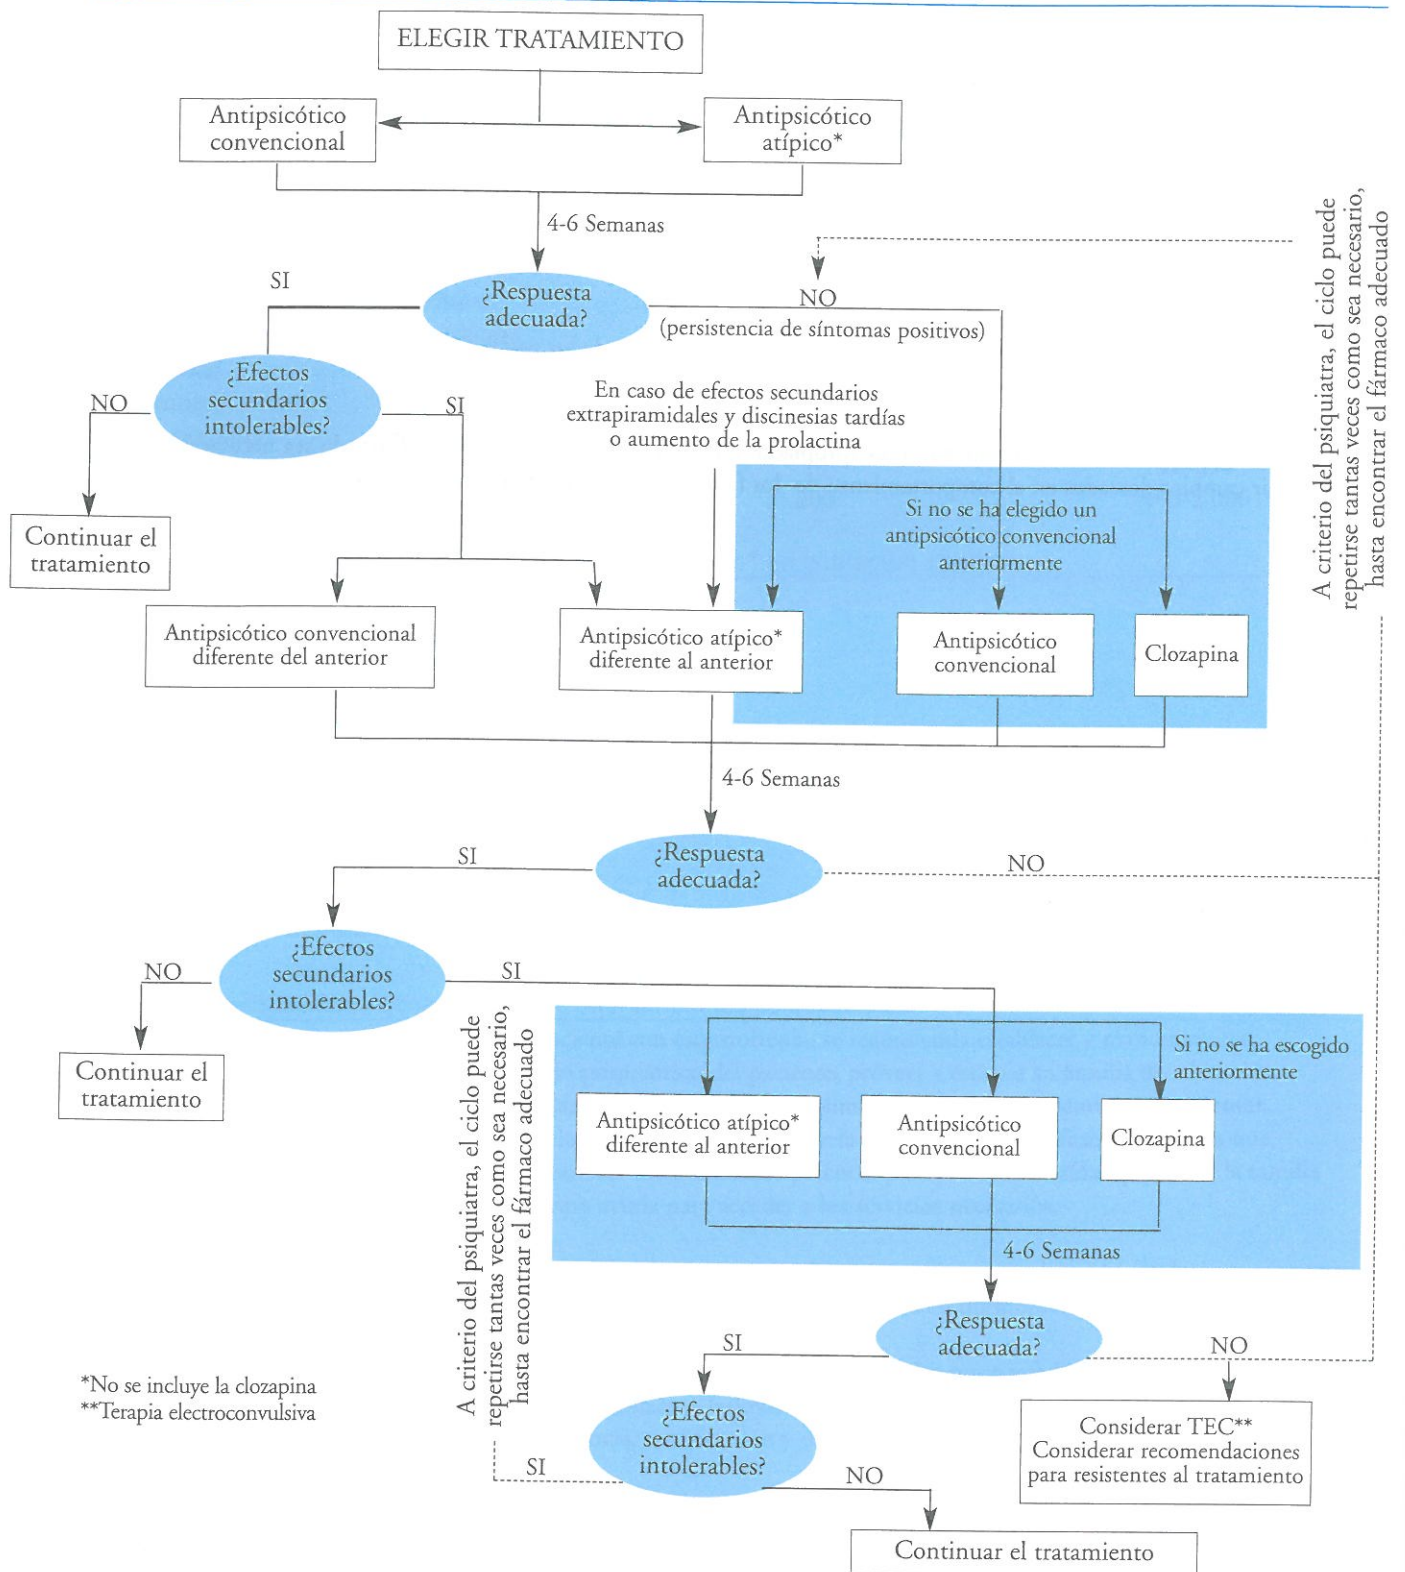 ELEGIR TRATAMIENTO
Antipsicótico
convencional
Antipsicótico
atípico*
4-6 Semanas
SI
¿Respuesta
adecuada?
NO
(persistencia de síntomas positivos)
¿Efectos
secundarios
intolerables?
NO
SI
En caso de efectos secundarios
extrapiramidales y discinesias tardías
o aumento de la prolactina
A criterio del psiquiatra, el ciclo puede
repetirse tantas veces como sea necesario,
hasta encontrar el fármaco adecuado
Continuar el
tratamiento
Si no se ha elegido un
antipsicótico convencional
anteriormente
Antipsicótico convencional
diferente del anterior
Antipsicótico atípico*
diferente al anterior
Antipsicótico
convencional
Clozapina
4-6 Semanas
SI
¿Respuesta
adecuada?
NO
¿Efectos
secundarios
intolerables?
NO
SI
Continuar el
tratamiento
A criterio del psiquiatra, el ciclo puede
repetirse tantas veces como sea necesario,
hasta encontrar el fármaco adecuado
Si no se ha escogido
anteriormente
Antipsicótico atípico*
diferente al anterior
Antipsicótico
convencional
Clozapina
4-6 Semanas
¿Respuesta
adecuada?
SI
NO
*No se incluye la clozapina
**Terapia electroconvulsiva
¿Efectos
secundarios
intolerables?
SI
NO
Considerar TEC**
Considerar recomendaciones
para resistentes al tratamiento
Continuar el tratamiento